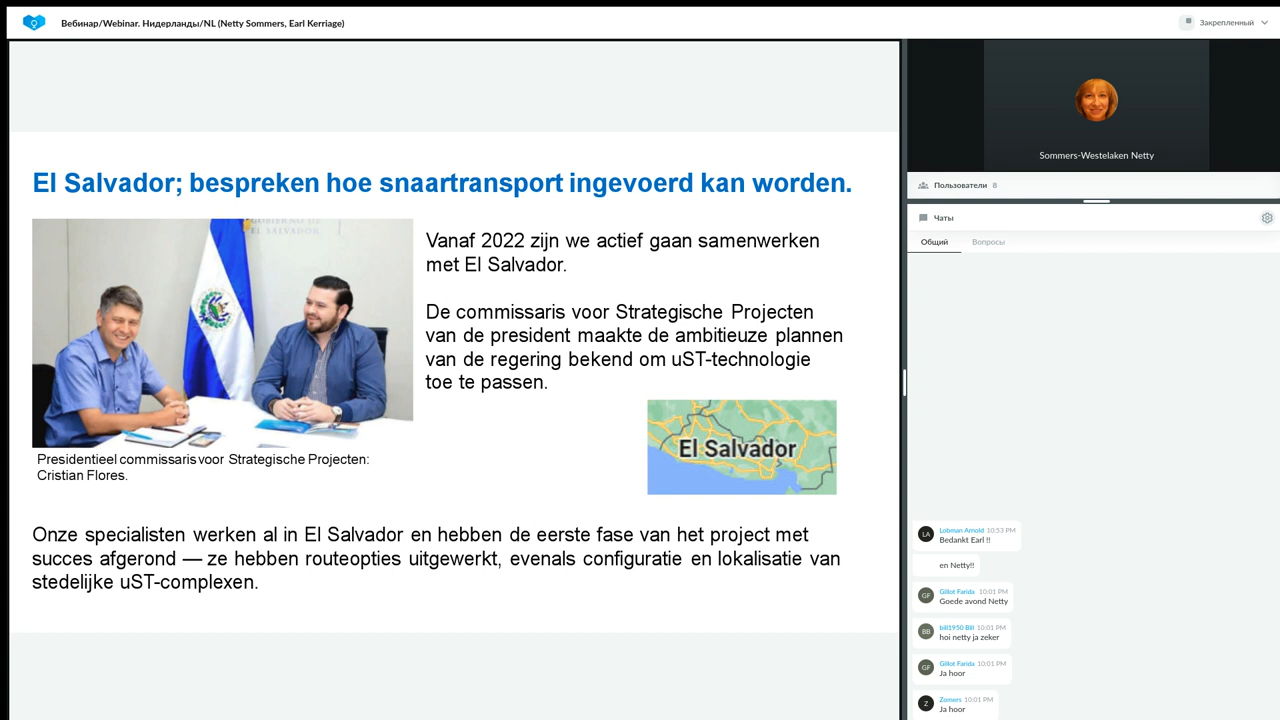 Вебинар/Webinar. Нидерланды/NL (Netty Sommers, Earl Kerriage)
Закрепленный
El Salvador; bespreken hoe snaartransport ingevoerd kan worden.
GOBIERNO DE
EL SALVADOR
Vanaf 2022 zijn we actief gaan samenwerken
met El Salvador.
De commissaris voor Strategische Projecten
van de president maakte de ambitieuze plannen
van de regering bekend om uST-technologie
toe te passen.
El Salvador
Presidentieel commissaris voor Strategische Projecten:
Cristian Flores.
Onze specialisten werken al in El Salvador en hebben de eerste fase van het project met
succes afgerond — ze hebben routeopties uitgewerkt, evenals configuratie en lokalisatie van
stedelijke uST-complexen.
Sommers-Westelaken Netty
Пользователи 8
Чаты
Общий Вопросы
LA Lobman Arnold 10:53 PM
Bedankt Earl !!
en Netty!!
GF Gillot Farida 10:01 PM
Goede avond Netty
BB bill1950 Bill 10:01 PM
hoi netty ja zeker
GF Gillot Farida 10:01 PM
Ja hoor
Z Zomers 10:01 PM
Ja hoor